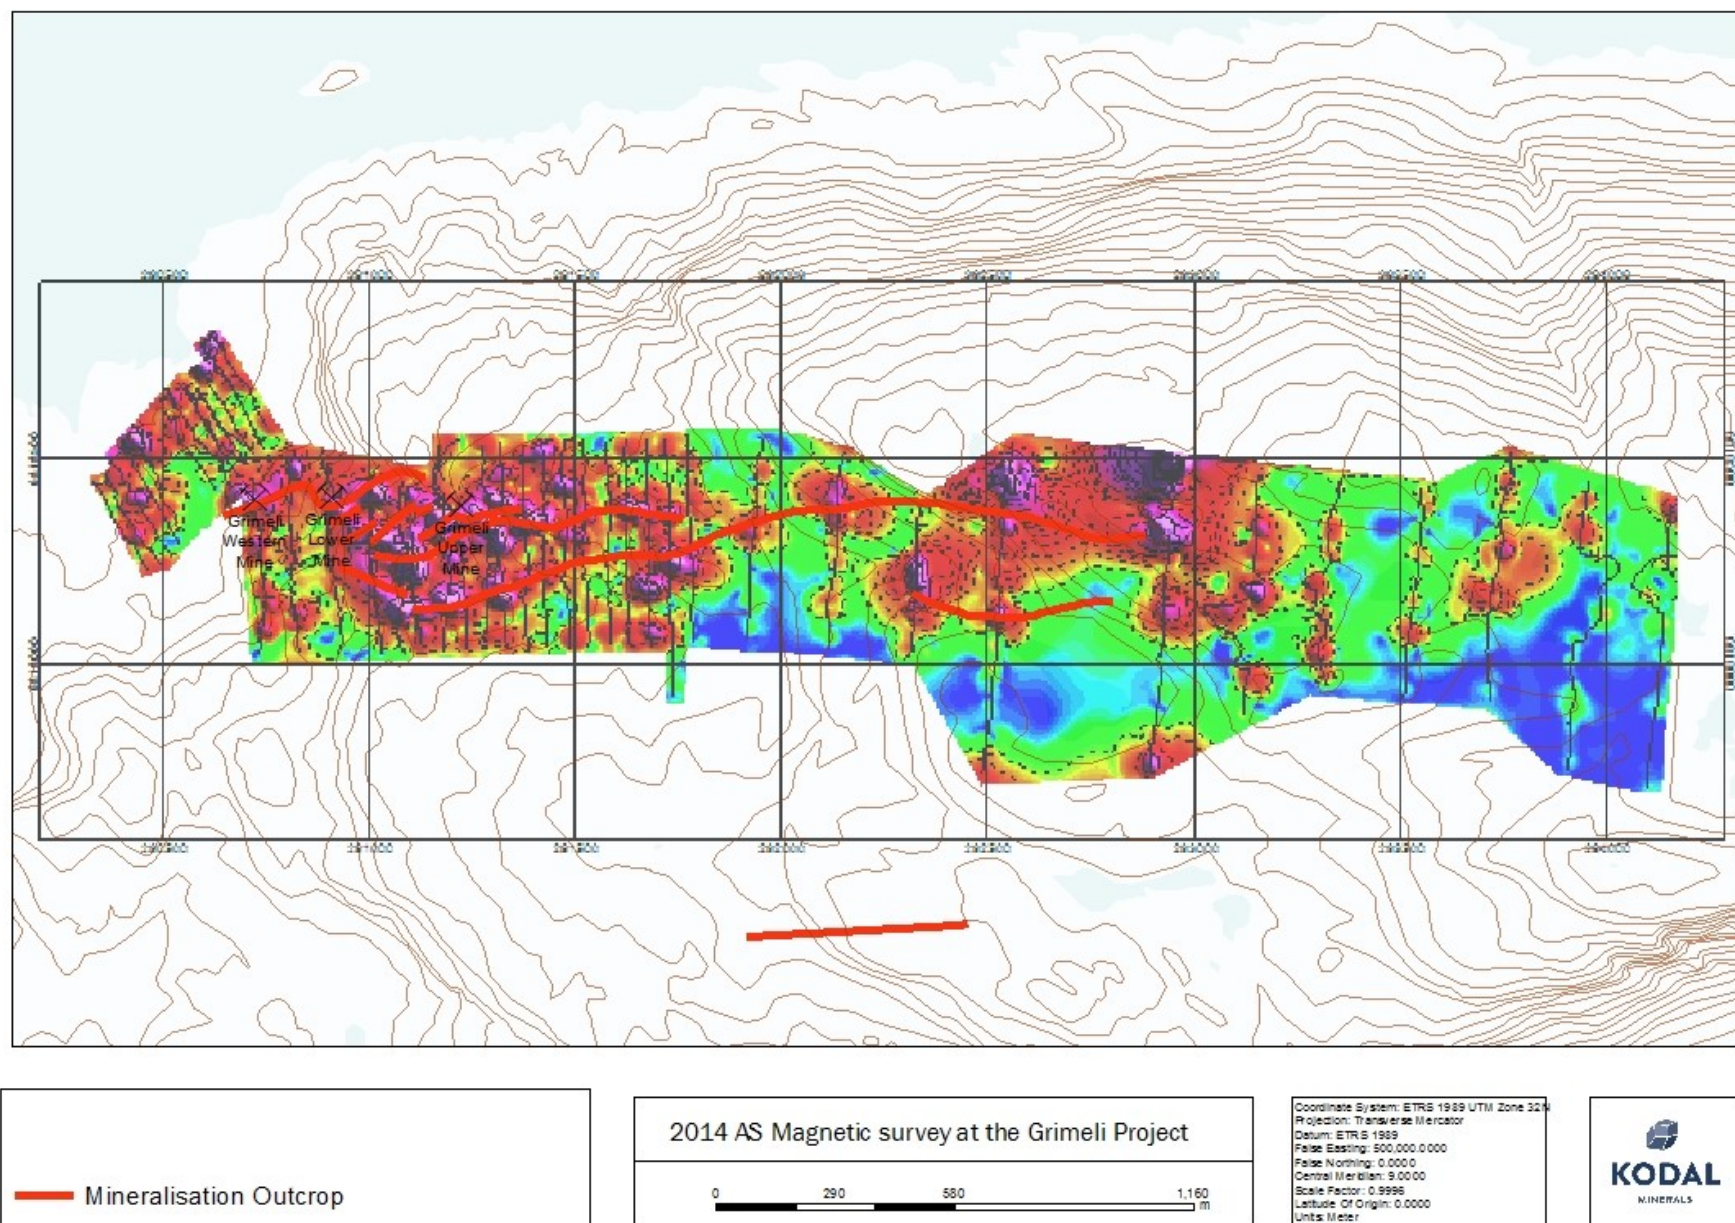 Grimeli
Western
Mine
Grimeli
Lower
Mine
Grimeli
Upper
Mine
Mineralisation Outcrop
2014 AS Magnetic survey at the Grimeli Project
0 290 580 1,160
m
Coordinate System: ETRS 1989 UTM Zone 32N
Projection: Transverse Mercator
Datum: ETRS 1989
False Easting: 500,000.0000
False Northing: 0.0000
Central Meridian: 9.0000
Scale Factor: 0.9996
Latitude Of Origin: 0.0000
Units: Meter
KODAL
MINERALS